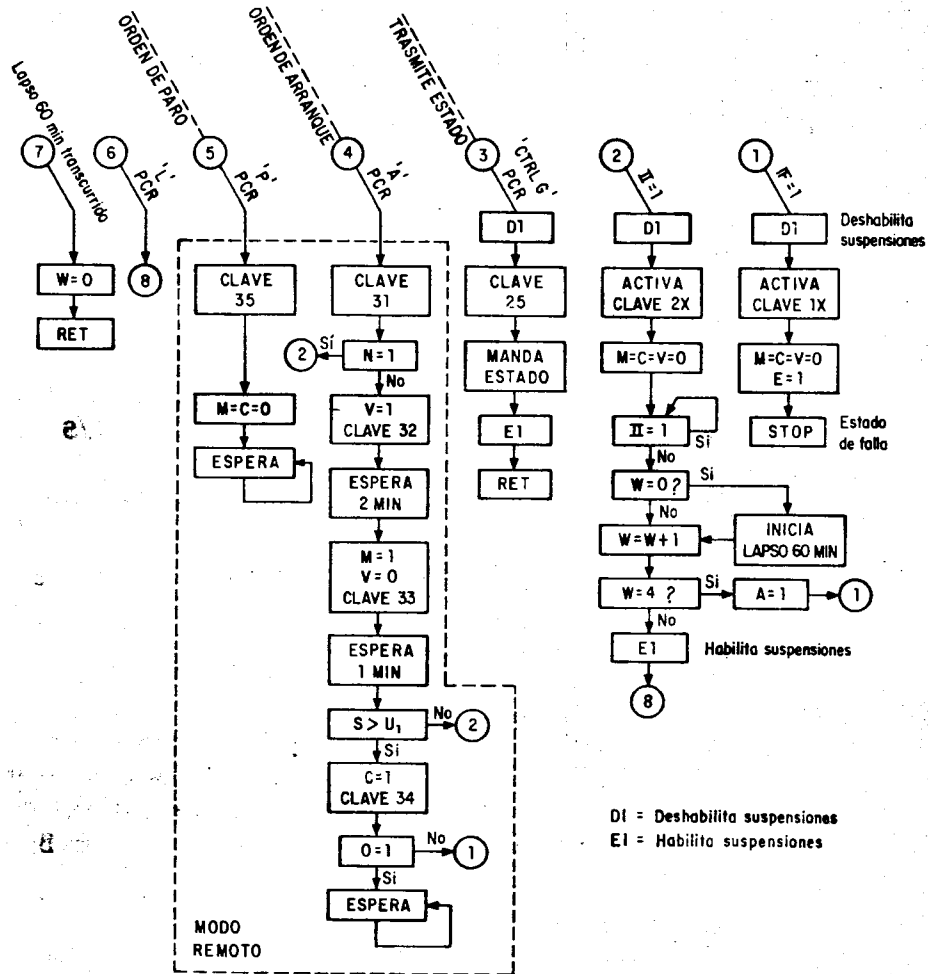 Lapso 60 min transcurrido
7
W=0
RET
6
'L'
PCR
8
ORDEN DE PARO
5
'P'
PCR
CLAVE
35
M=C=0
ESPERA
ORDEN DE ARRANQUE
4
'A'
PCR
CLAVE
31
N=1
Sí
2
No
V=1
CLAVE 32
ESPERA
2 MIN
M=1
V=0
CLAVE 33
ESPERA
1 MIN
S > U1
No
2
Si
C=1
CLAVE 34
O=1
No
1
Si
ESPERA
MODO
REMOTO
TRASMITE ESTADO
3
'CTRL G'
PCR
DI
CLAVE
25
MANDA
ESTADO
EI
RET
2
II=1
DI
ACTIVA
CLAVE 2X
M=C=V=0
II=1
Si
No
W=0?
Si
INICIA
LAPSO 60 MIN
No
W=W+1
W=4 ?
Si
A=1
1
No
EI
Habilita suspensiones
8
1
IF=1
DI
Deshabilita
suspensiones
ACTIVA
CLAVE 1X
M=C=V=0
E=1
STOP
Estado
de falla
DI = Deshabilita suspensiones
EI = Habilita suspensiones